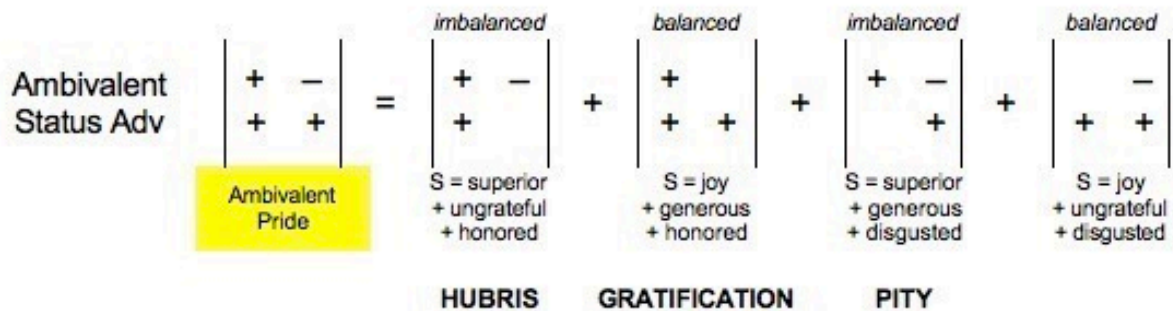 imbalanced balanced imbalanced balanced
Ambivalent + – + – + + – –
Status Adv = + + +
+ + + + + + + +
Ambivalent
Pride
S = superior S = joy S = superior S = joy
+ ungrateful + generous + generous + ungrateful
+ honored + honored + disgusted + disgusted
HUBRIS GRATIFICATION PITY